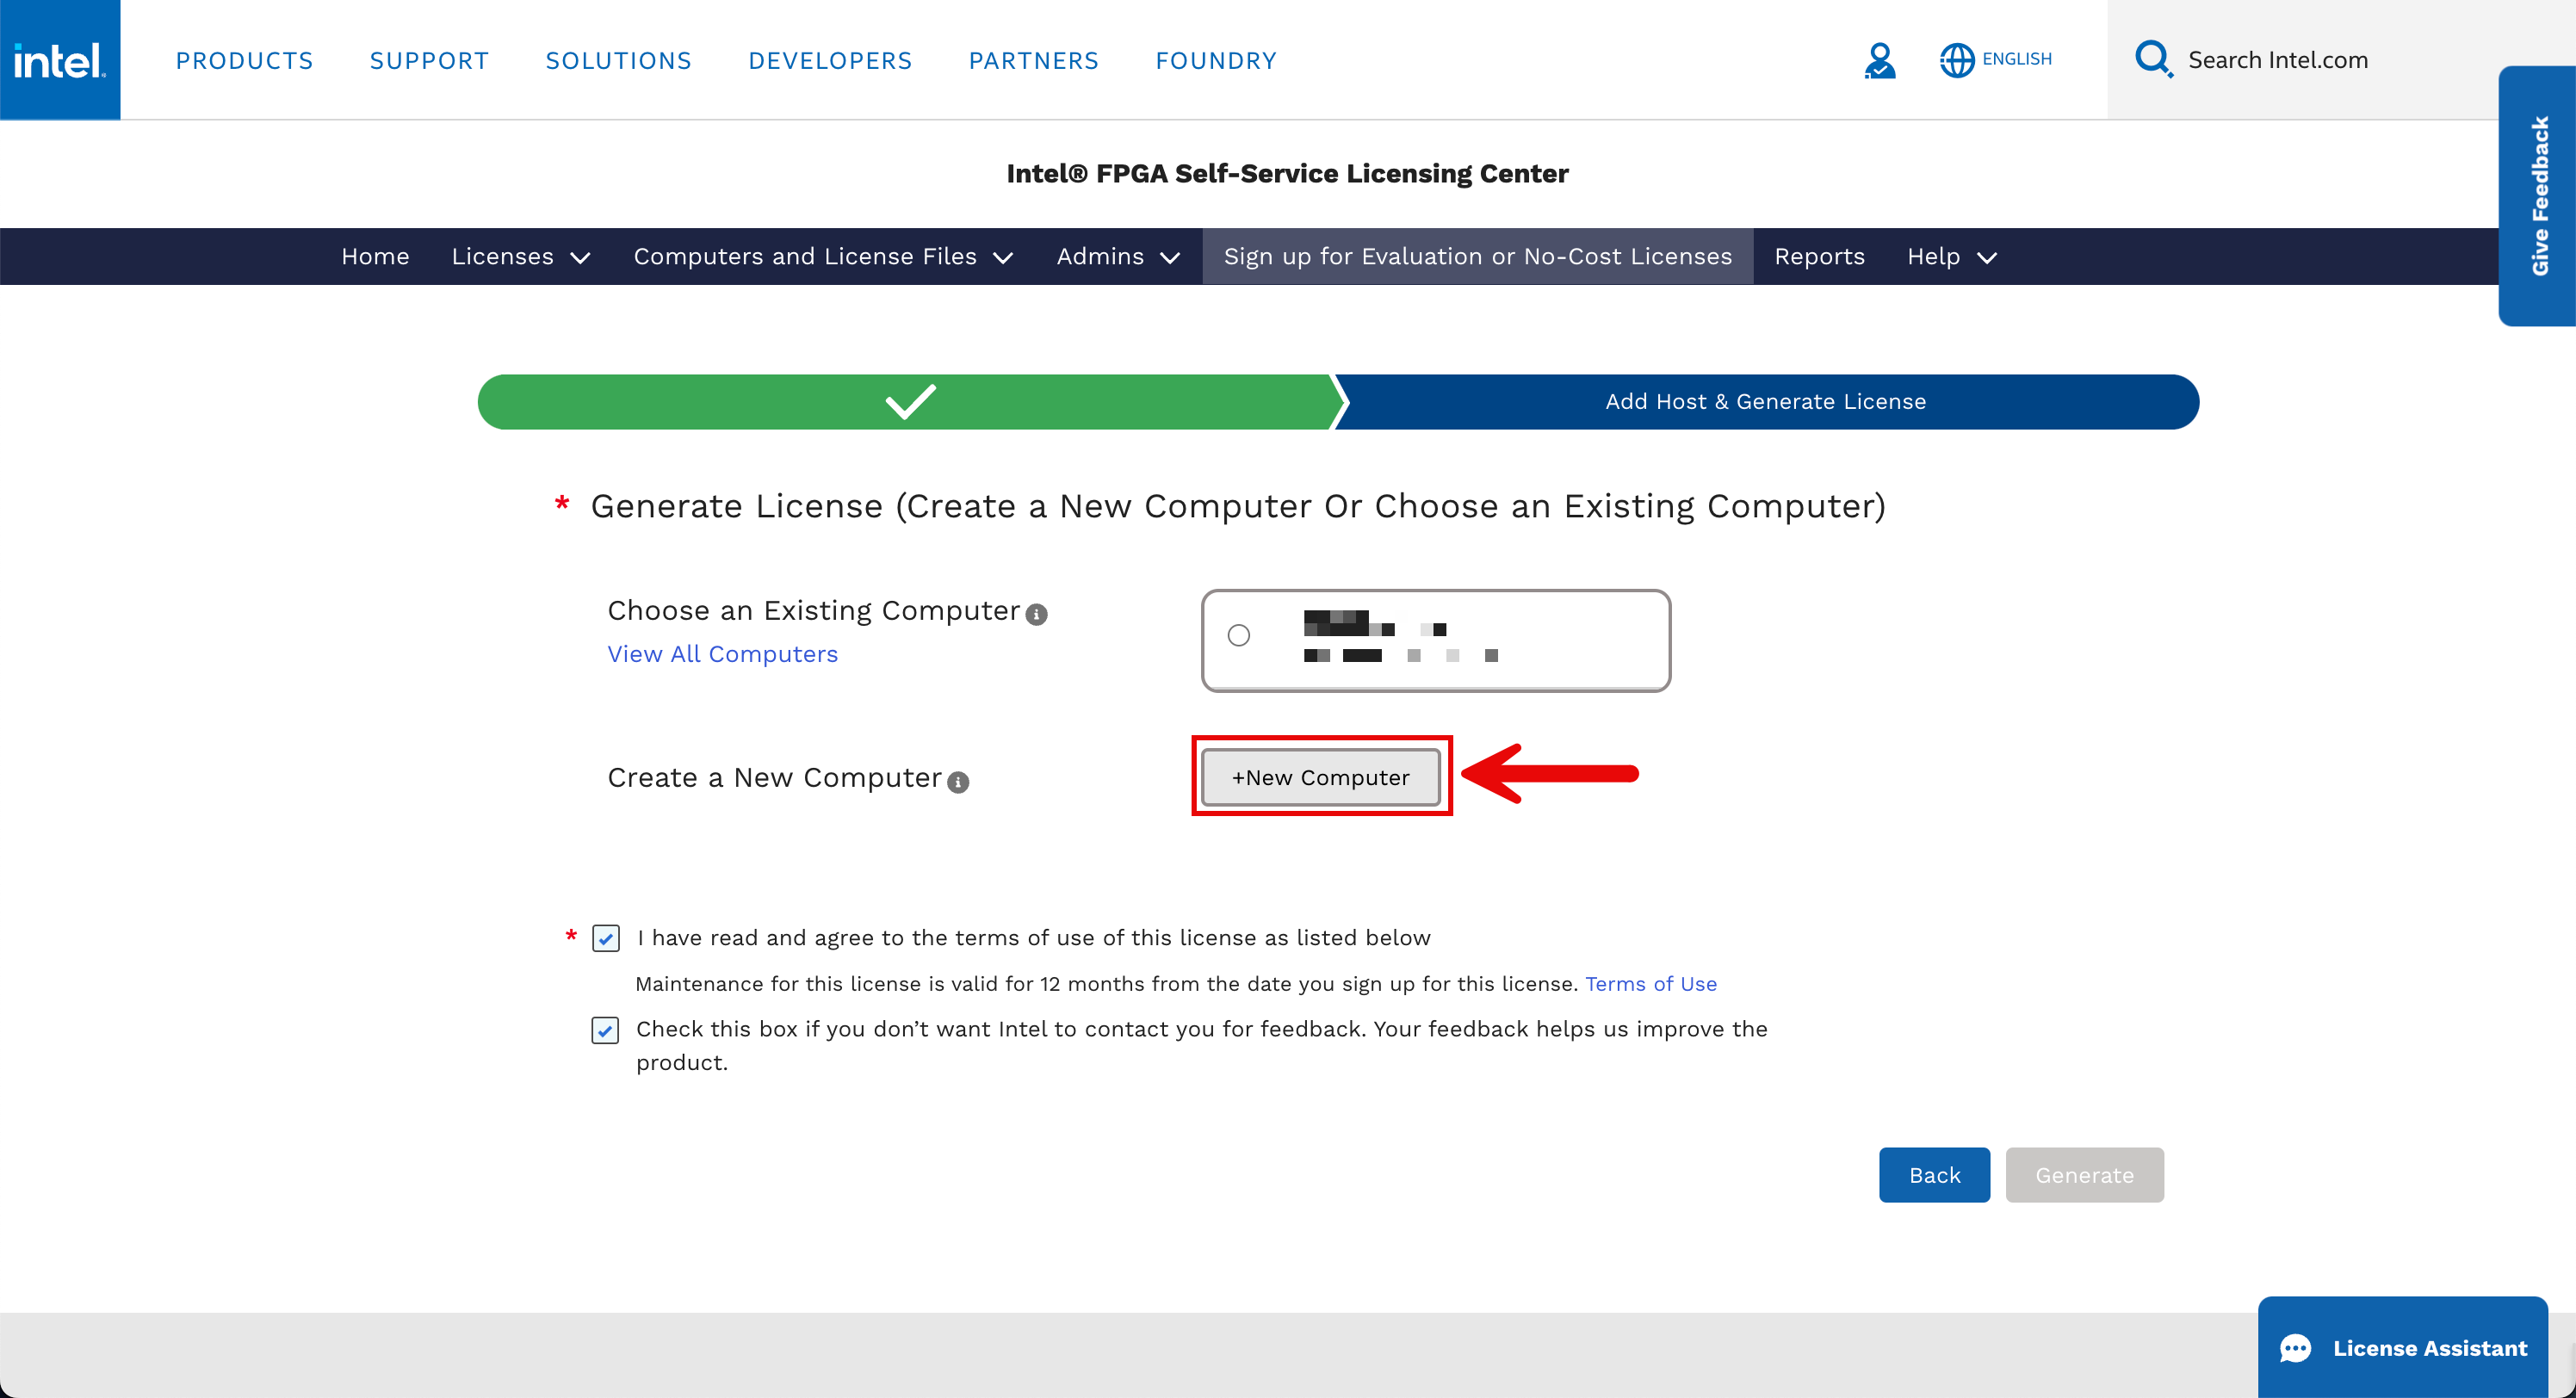 intel.
PRODUCTS SUPPORT SOLUTIONS DEVELOPERS PARTNERS FOUNDRY ENGLISH Search Intel.com
Give Feedback
Intel® FPGA Self-Service Licensing Center
Home Licenses Computers and License Files Admins Sign up for Evaluation or No-Cost Licenses Reports Help
Add Host & Generate License
* Generate License (Create a New Computer Or Choose an Existing Computer)
Choose an Existing Computer
View All Computers
Create a New Computer +New Computer
* I have read and agree to the terms of use of this license as listed below
Maintenance for this license is valid for 12 months from the date you sign up for this license. Terms of Use
Check this box if you don’t want Intel to contact you for feedback. Your feedback helps us improve the
product.
Back Generate
License Assistant